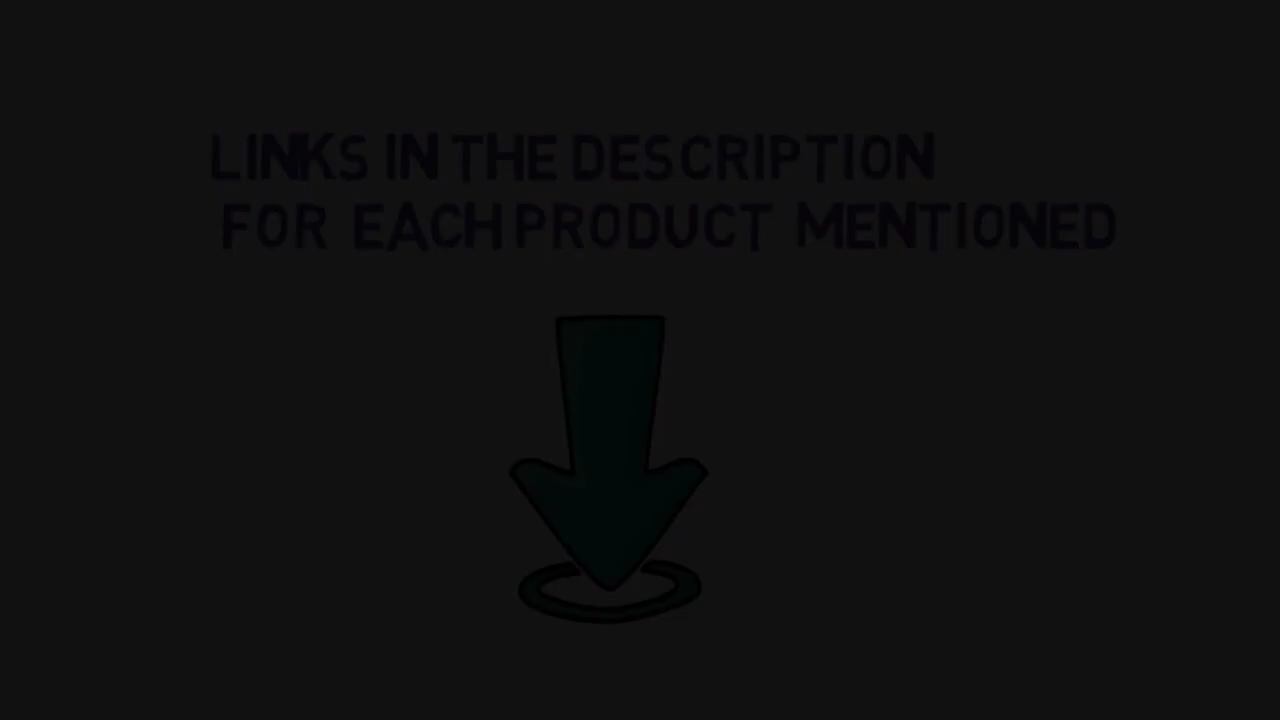 LINKS IN THE DESCRIPTION
FOR EACH PRODUCT MENTIONED